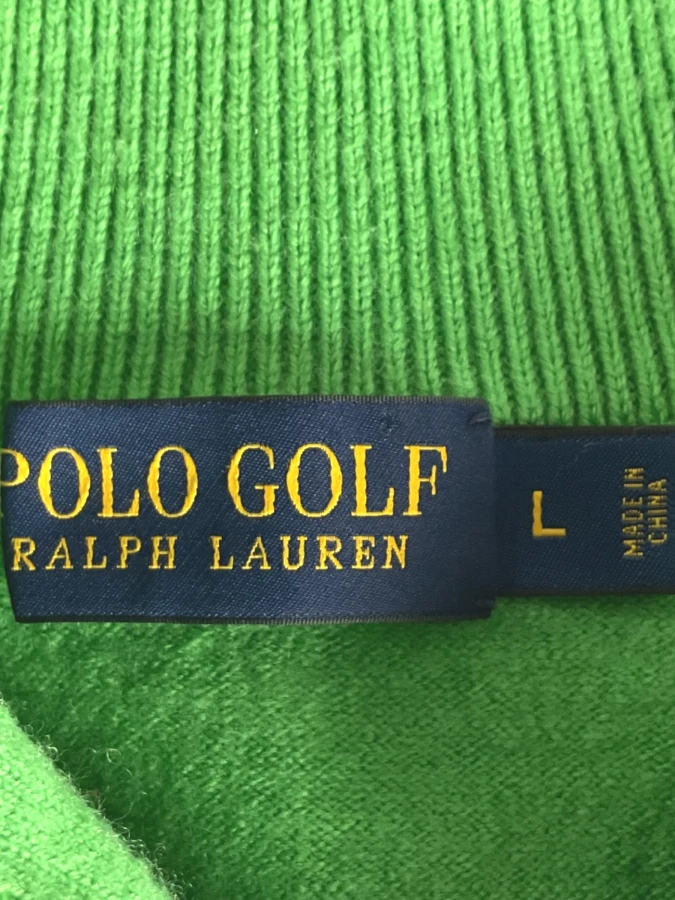 POLO GOLF
RALPH LAUREN
L
MADE IN
CHINA